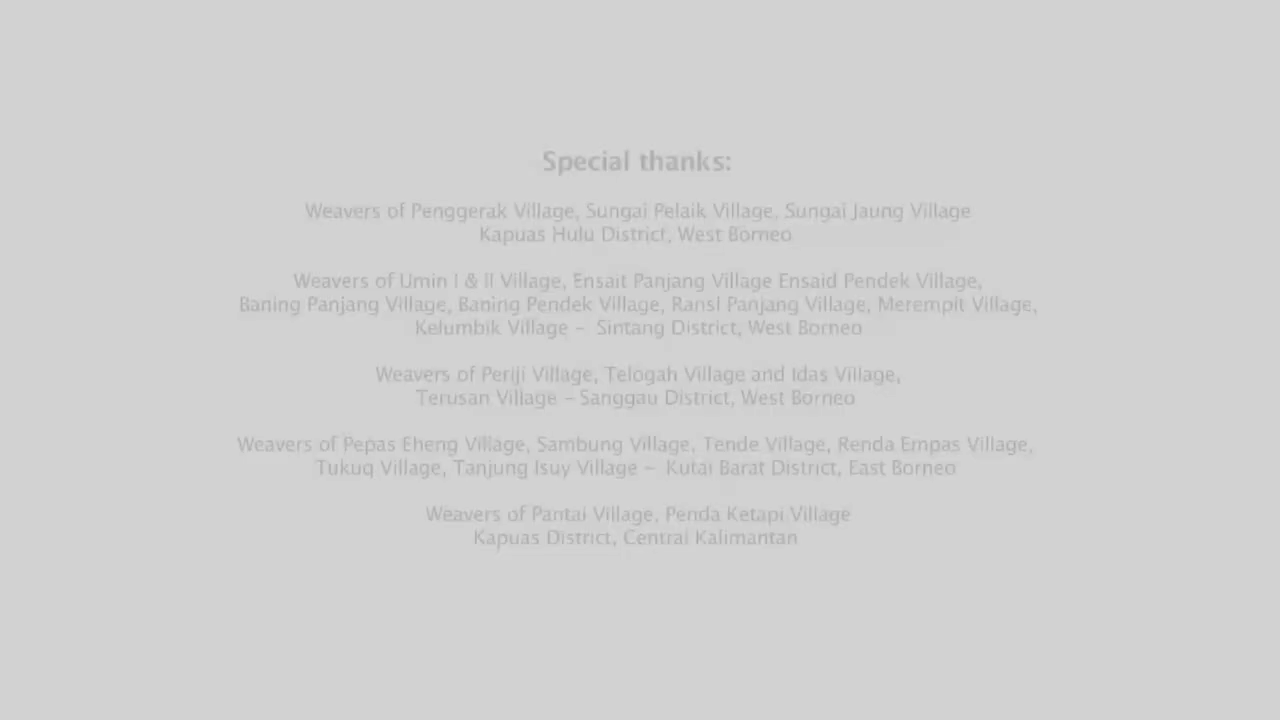 Special thanks:
Weavers of Penggerak Village, Sungai Pelaik Village, Sungai Jaung Village
Kapuas Hulu District, West Borneo
Weavers of Umin I & II Village, Ensait Panjang Village Ensaid Pendek Village,
Baning Panjang Village, Baning Pendek Village, Ransi Panjang Village, Merempit Village,
Kelumbik Village – Sintang District, West Borneo
Weavers of Periji Village, Telogah Village and Idas Village,
Terusan Village – Sanggau District, West Borneo
Weavers of Pepas Eheng Village, Sambung Village, Tende Village, Renda Empas Village,
Tukuq Village, Tanjung Isuy Village – Kutai Barat District, East Borneo
Weavers of Pantai Village, Penda Ketapi Village
Kapuas District, Central Kalimantan